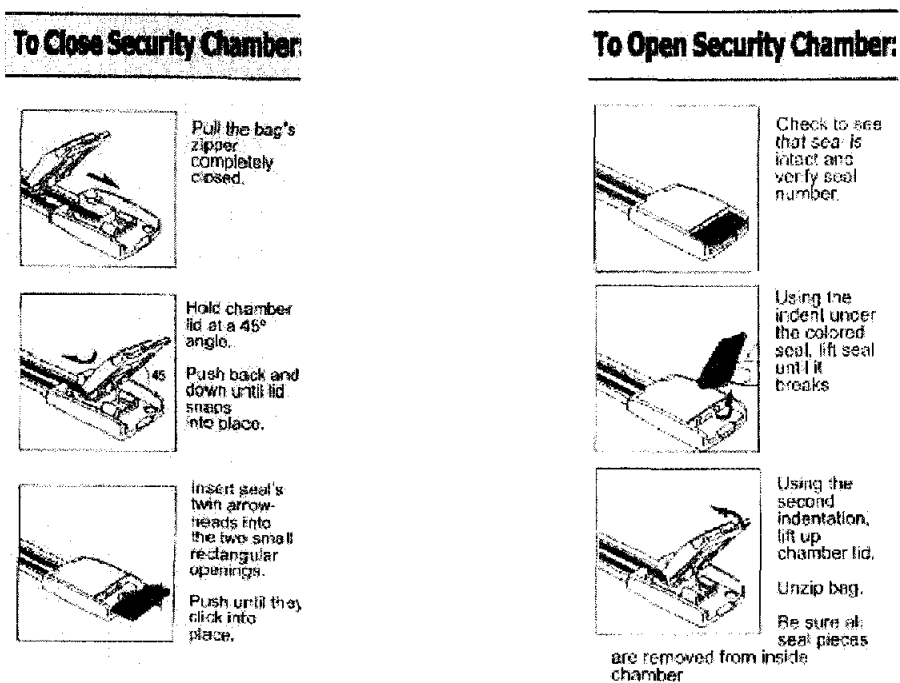 To Close Security Chamber:
Pull the bag's
zipper
completely
closed.
Hold chamber
lid at a 45°
angle.
45
Push back and
down until lid
snaps
into place.
Insert seal's
twin arrow-
heads into
the two small
rectangular
openings.
Push until they
click into
place.
To Open Security Chamber:
Check to see
that seal is
intact and
verify seal
number.
Using the
indent under
the colored
seal, lift seal
until it
breaks
Using the
second
indentation,
lift up
chamber lid.
Unzip bag.
Be sure all
seal pieces
are removed from inside
chamber